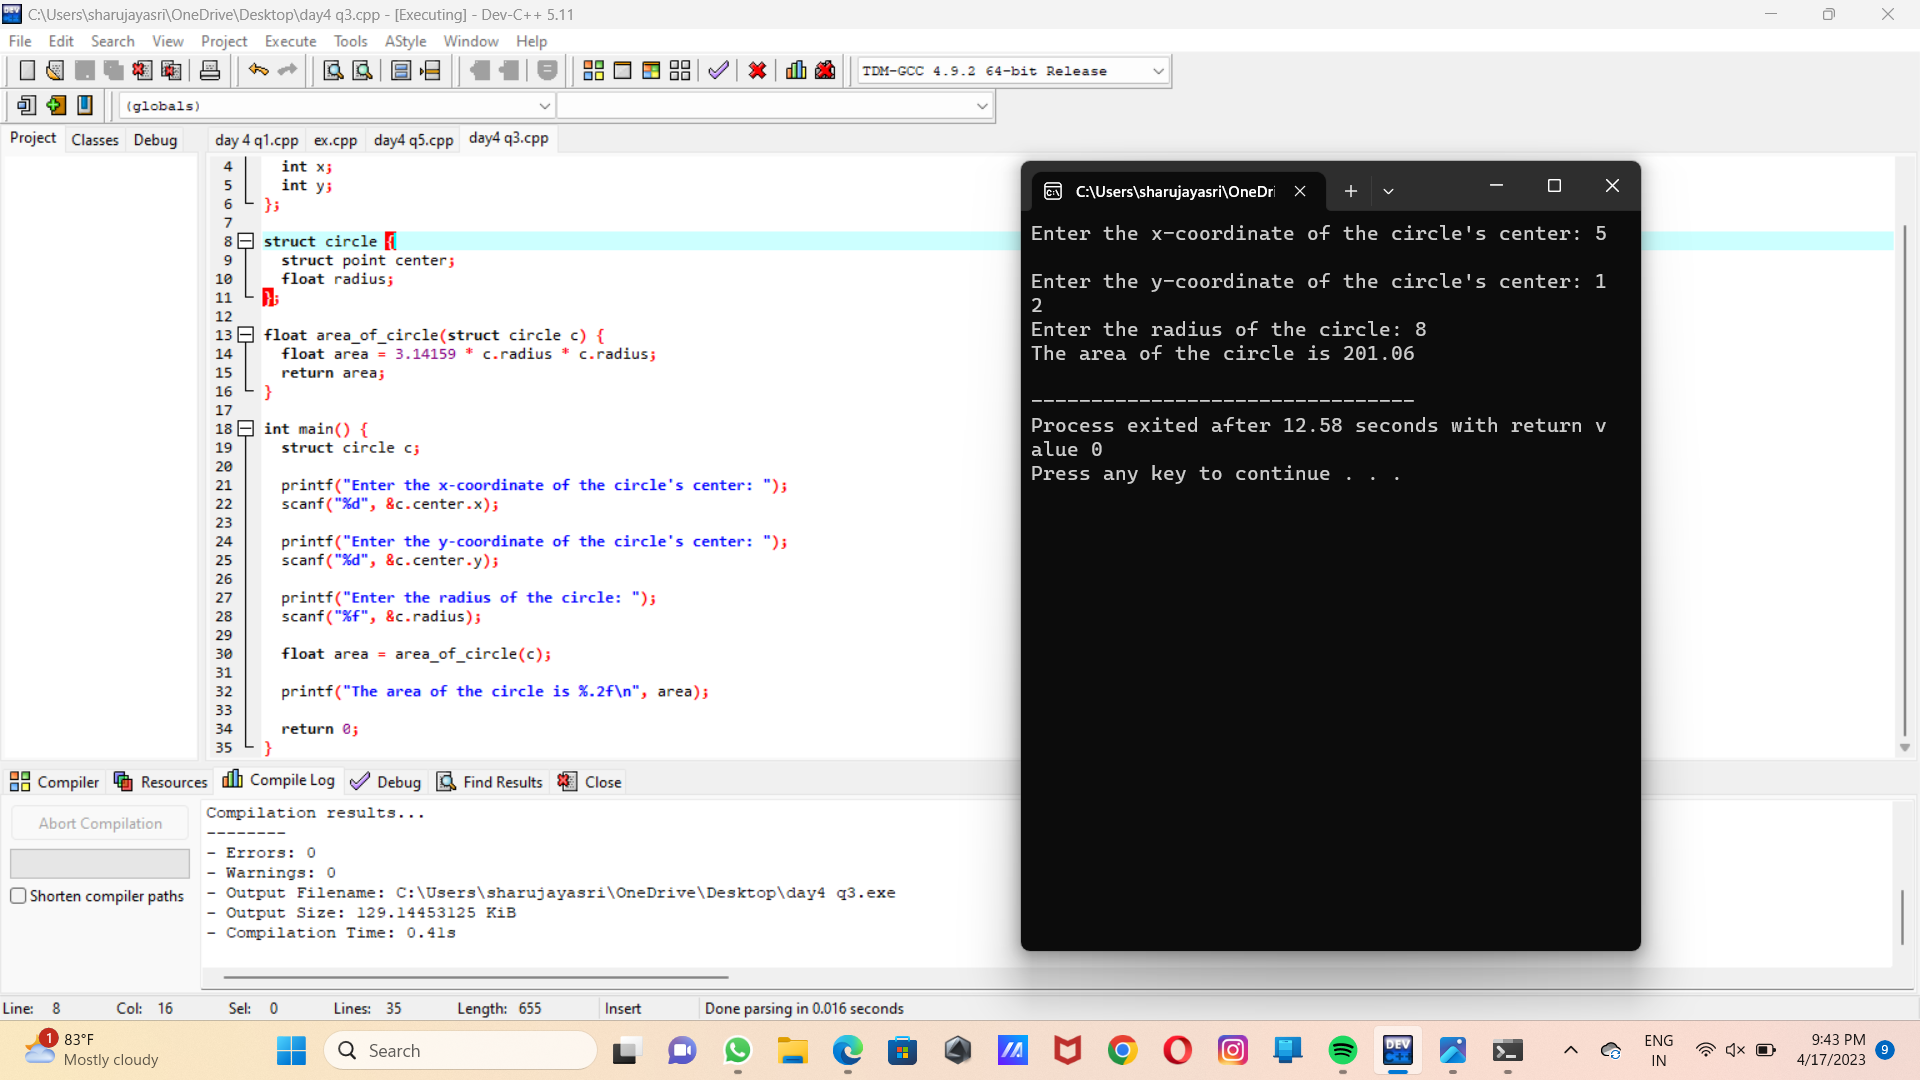 C:\Users\sharujayasri\OneDrive\Desktop\day4 q3.cpp - [Executing] - Dev-C++ 5.11
File Edit Search View Project Execute Tools AStyle Window Help
TDM-GCC 4.9.2 64-bit Release
(globals)
Project Classes Debug day 4 q1.cpp ex.cpp day4 q5.cpp day4 q3.cpp
4 int x;
5 int y;
6 };
7
8 struct circle {
9 struct point center;
10 float radius;
11 };
12
13 float area_of_circle(struct circle c) {
14 float area = 3.14159 * c.radius * c.radius;
15 return area;
16 }
17
18 int main() {
19 struct circle c;
20
21 printf("Enter the x-coordinate of the circle's center: ");
22 scanf("%d", &c.center.x);
23
24 printf("Enter the y-coordinate of the circle's center: ");
25 scanf("%d", &c.center.y);
26
27 printf("Enter the radius of the circle: ");
28 scanf("%f", &c.radius);
29
30 float area = area_of_circle(c);
31
32 printf("The area of the circle is %.2f\n", area);
33
34 return 0;
35 }
C:\Users\sharujayasri\OneDri
Enter the x-coordinate of the circle's center: 5
Enter the y-coordinate of the circle's center: 1
2
Enter the radius of the circle: 8
The area of the circle is 201.06
--------------------------------
Process exited after 12.58 seconds with return v
alue 0
Press any key to continue . . .
Compiler Resources Compile Log Debug Find Results Close
Abort Compilation
Shorten compiler paths
Compilation results...
--------
- Errors: 0
- Warnings: 0
- Output Filename: C:\Users\sharujayasri\OneDrive\Desktop\day4 q3.exe
- Output Size: 129.14453125 KiB
- Compilation Time: 0.41s
Line: 8 Col: 16 Sel: 0 Lines: 35 Length: 655 Insert Done parsing in 0.016 seconds
1
83°F
Mostly cloudy
Search
DEV
ENG
IN
9:43 PM
4/17/2023
9